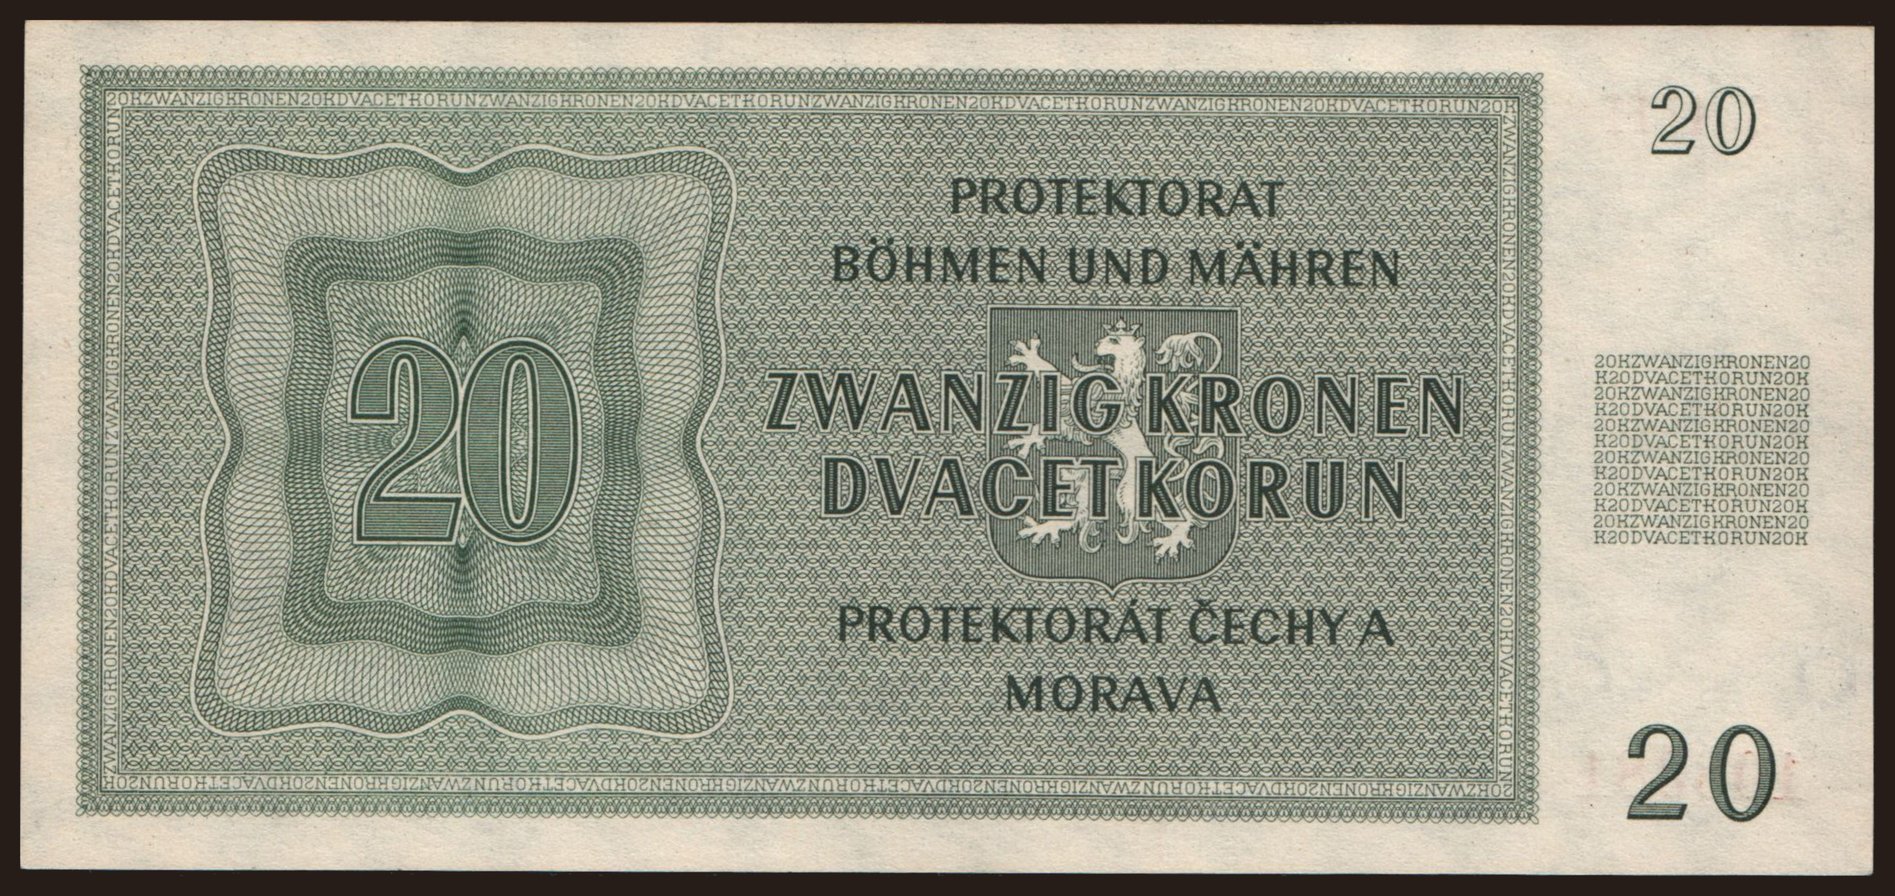 20KZWANZIGKRONEN20KDVACETKORUNZWANZIGKRONEN20KDVACETKORUNZWANZIGKRONEN20KDVACETKORUNZWANZIGKRONEN20KDVACETKORUN20K
20
PROTEKTORAT
BÖHMEN UND MÄHREN
20
ZWANZIG KRONEN
DVACET KORUN
PROTEKTORÁT ČECHY A
MORAVA
20KZWANZIGKRONEN20
K20DVACETKORUN20K
20KZWANZIGKRONEN20
K20DVACETKORUN20K
20KZWANZIGKRONEN20
K20DVACETKORUN20K
20KZWANZIGKRONEN20
K20DVACETKORUN20K
20KZWANZIGKRONEN20
K20DVACETKORUN20K
20KZWANZIGKRONEN20
K20DVACETKORUN20K
20